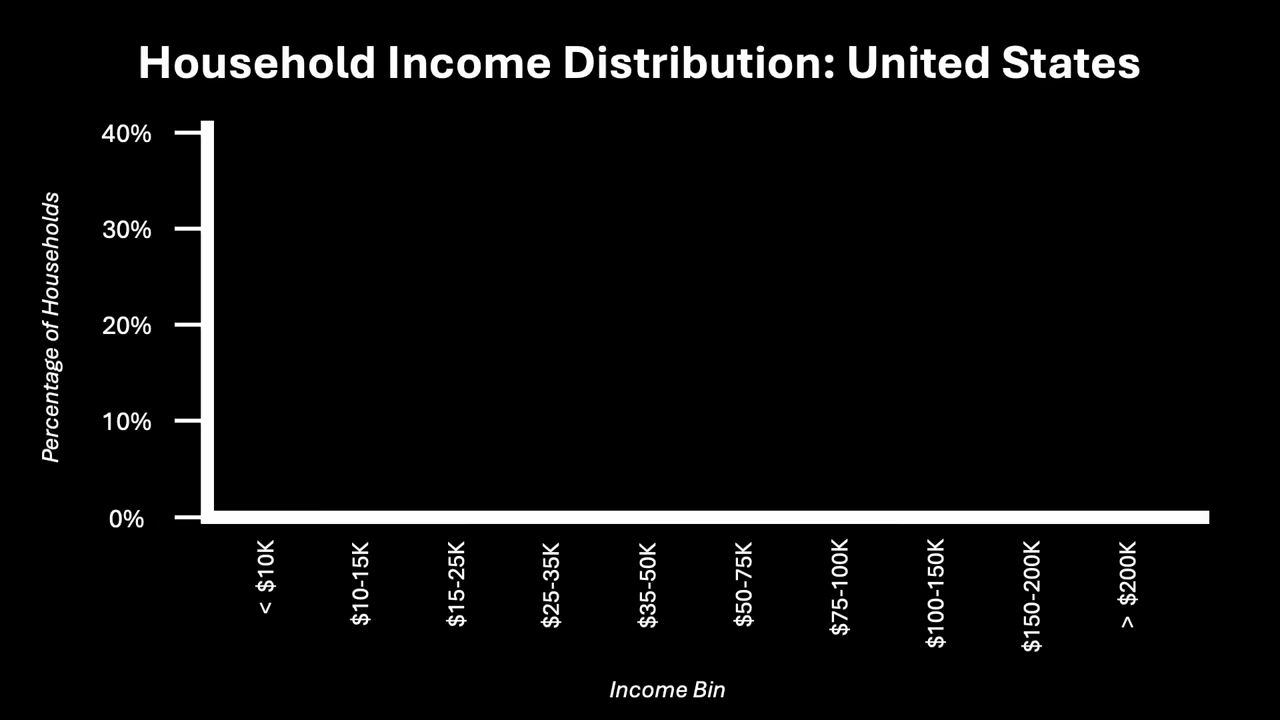 Household Income Distribution: United States
40%
30%
20%
10%
0%
Percentage of Households
< $10K
$10-15K
$15-25K
$25-35K
$35-50K
$50-75K
$75-100K
$100-150K
$150-200K
> $200K
Income Bin